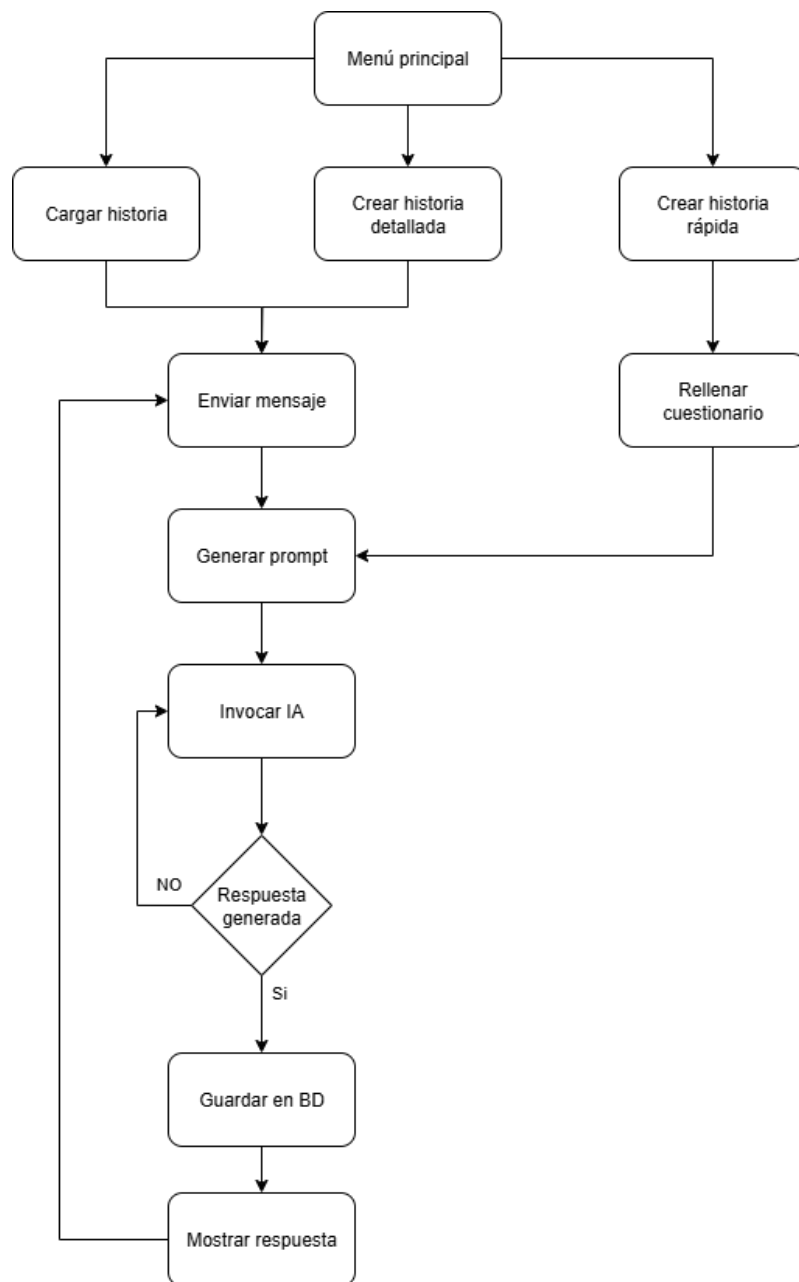 Menú principal
Cargar historia
Crear historia
detallada
Crear historia
rápida
Enviar mensaje
Rellenar
cuestionario
Generar prompt
Invocar IA
NO
Respuesta
generada
Si
Guardar en BD
Mostrar respuesta